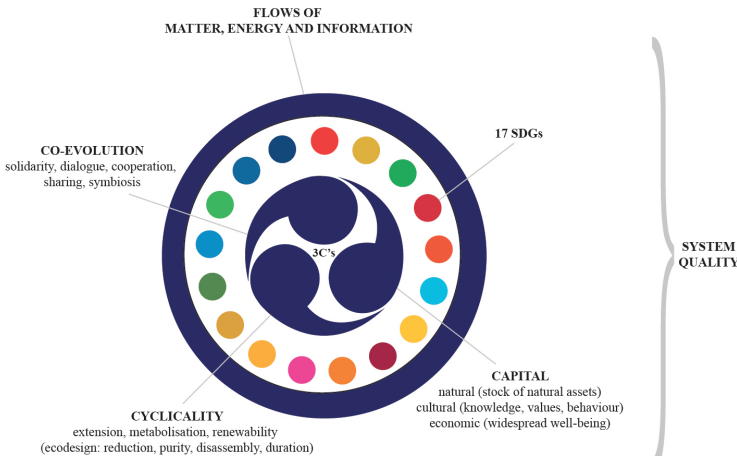 FLOWS OF
MATTER, ENERGY AND INFORMATION
17 SDGs
CO-EVOLUTION
solidarity, dialogue, cooperation,
sharing, symbiosis
3C's
SYSTEM
QUALITY
CAPITAL
natural (stock of natural assets)
cultural (knowledge, values, behaviour)
economic (widespread well-being)
CYCLICALITY
extension, metabolisation, renewability
(ecodesign: reduction, purity, disassembly, duration)